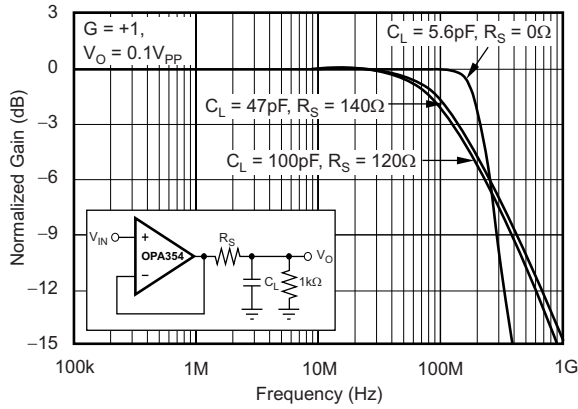 G = +1,
V_O = 0.1V_PP
C_L = 5.6pF, R_S = 0Ω
C_L = 47pF, R_S = 140Ω
C_L = 100pF, R_S = 120Ω
Normalized Gain (dB)
3
0
−3
−6
−9
−12
−15
V_IN
+
−
OPA354
R_S
V_O
C_L
1kΩ
100k
1M
10M
100M
1G
Frequency (Hz)